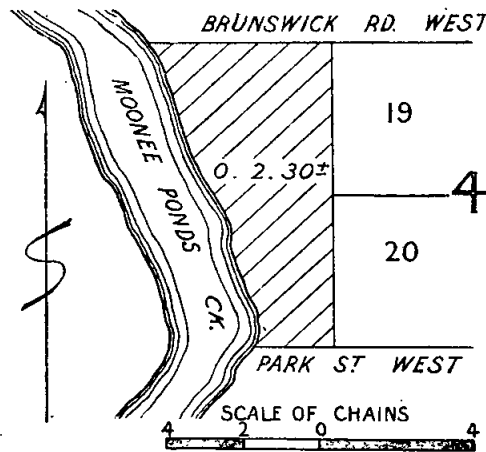 BRUNSWICK RD. WEST
19
MOONEE PONDS CK.
0. 2. 30±
4
20
PARK ST WEST
SCALE OF CHAINS
4 2 0 4